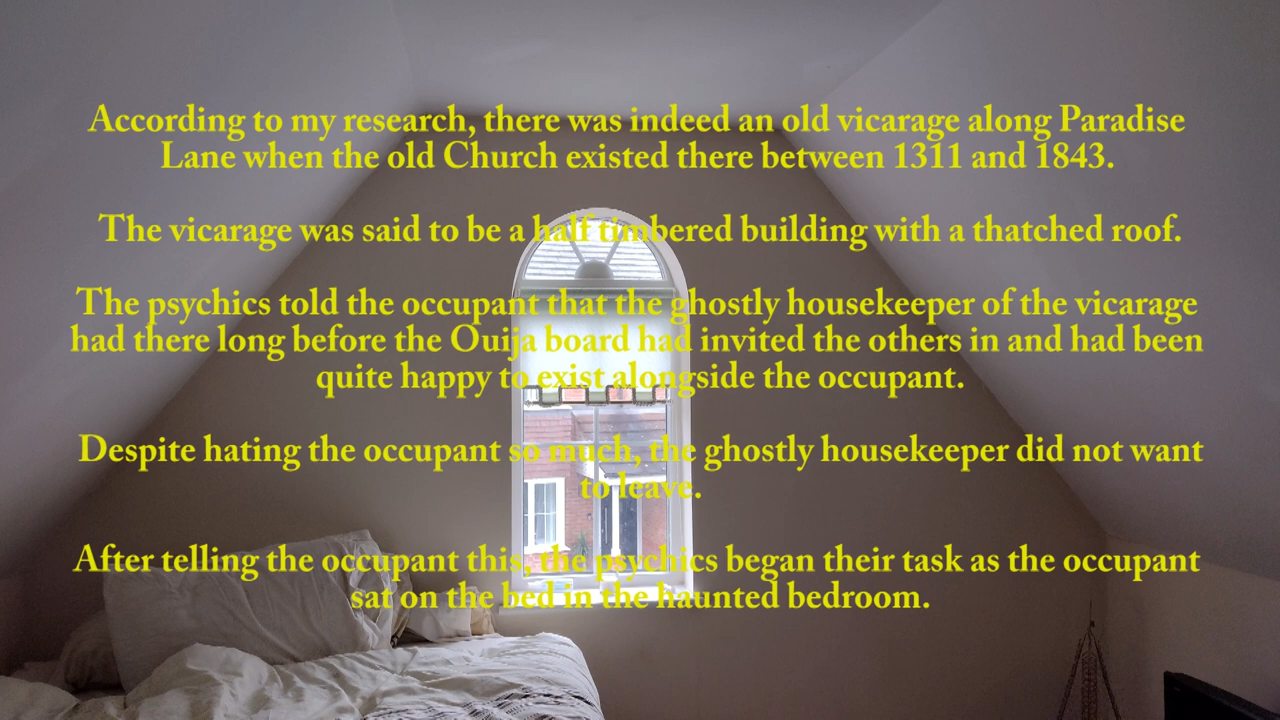 According to my research, there was indeed an old vicarage along Paradise
Lane when the old Church existed there between 1311 and 1843.
The vicarage was said to be a half timbered building with a thatched roof.
The psychics told the occupant that the ghostly housekeeper of the vicarage
had there long before the Ouija board had invited the others in and had been
quite happy to exist alongside the occupant.
Despite hating the occupant so much, the ghostly housekeeper did not want
to leave.
After telling the occupant this, the psychics began their task as the occupant
sat on the bed in the haunted bedroom.